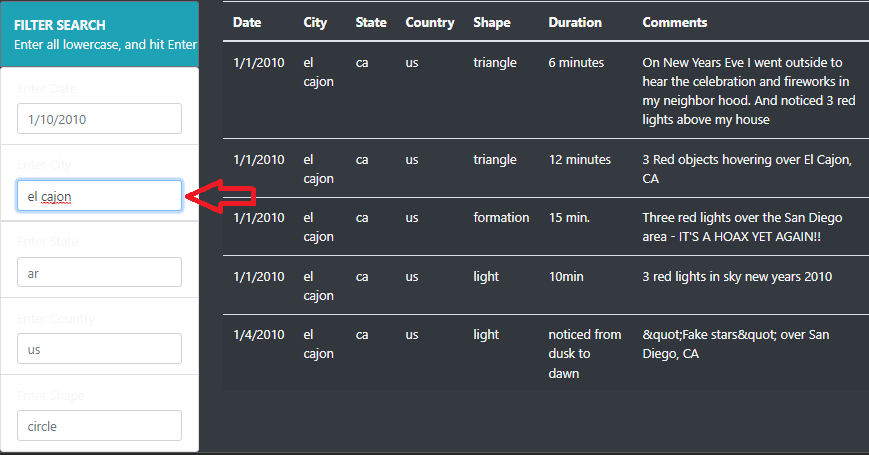 FILTER SEARCH
Enter all lowercase, and hit Enter
Enter Date
1/10/2010
Enter City
el cajon
Enter State
ar
Enter Country
us
Enter Shape
circle
Date City State Country Shape Duration Comments
1/1/2010 el ca us triangle 6 minutes On New Years Eve I went outside to
cajon hear the celebration and fireworks in
my neighbor hood. And noticed 3 red
lights above my house
1/1/2010 el ca us triangle 12 minutes 3 Red objects hovering over El Cajon,
cajon CA
1/1/2010 el ca us formation 15 min. Three red lights over the San Diego
cajon area - IT'S A HOAX YET AGAIN!!
1/1/2010 el ca us light 10min 3 red lights in sky new years 2010
cajon
1/4/2010 el ca us light noticed from &quot;Fake stars&quot; over San
cajon dusk to Diego, CA
dawn